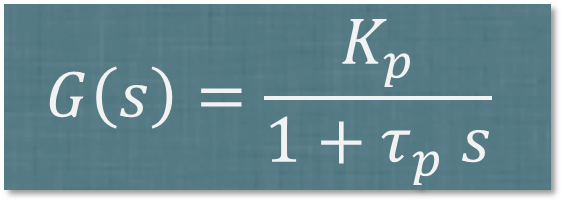 G(s) = K_p / (1 + τ_p s)